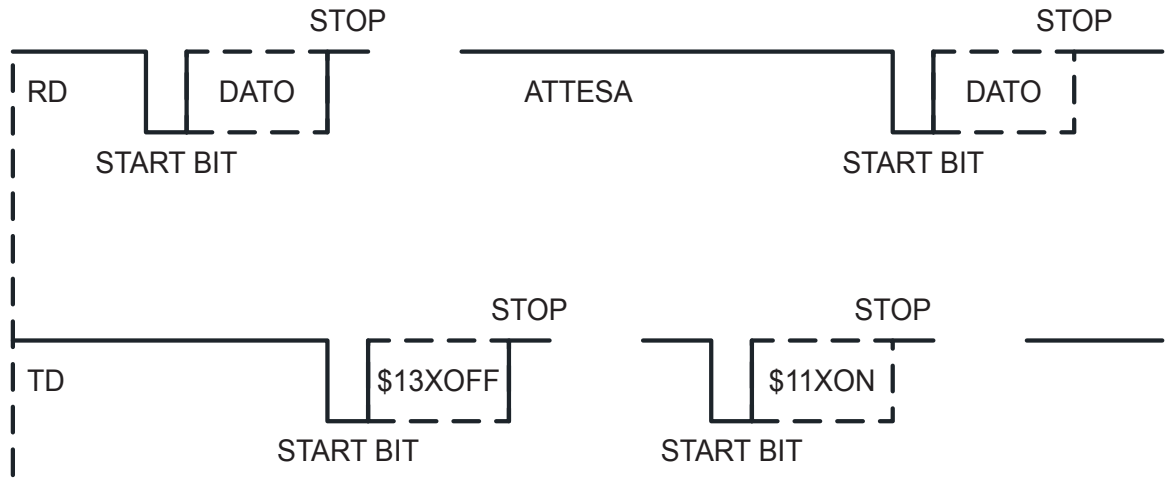 STOP STOP
RD DATO ATTESA DATO
START BIT START BIT
STOP STOP
TD $13XOFF $11XON
START BIT START BIT